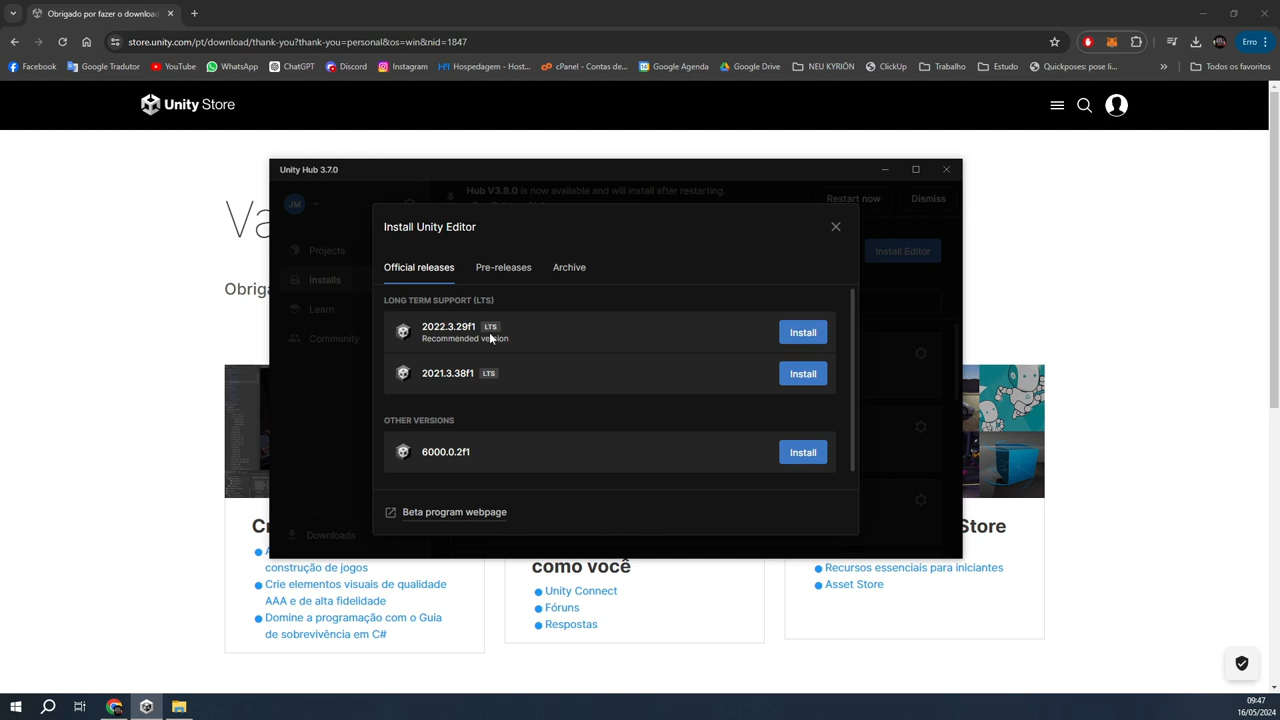 Obrigado por fazer o download
store.unity.com/pt/download/thank-you?thank-you=personal&os=win&nid=1847
Erro
Facebook
Google Tradutor
YouTube
WhatsApp
ChatGPT
Discord
Instagram
Hospedagem - Host...
cPanel - Contas de...
Google Agenda
Google Drive
NEU KYRIÓN
ClickUp
Trabalho
Estudo
Quickposes: pose li...
»
Todos os favoritos
Unity Store
Va
Obriga
Unity Hub 3.7.0
JM
Hub V3.8.0 is now available and will install after restarting.
Restart now
Dismiss
Projects
Installs
Learn
Community
Downloads
Install Editor
Install Unity Editor
Official releases
Pre-releases
Archive
LONG TERM SUPPORT (LTS)
2022.3.29f1 LTS
Recommended version
Install
2021.3.38f1 LTS
Install
OTHER VERSIONS
6000.0.2f1
Install
Beta program webpage
construção de jogos
Crie elementos visuais de qualidade
AAA e de alta fidelidade
Domine a programação com o Guia
de sobrevivência em C#
como você
Unity Connect
Fóruns
Respostas
Store
Recursos essenciais para iniciantes
Asset Store
09:47
16/05/2024